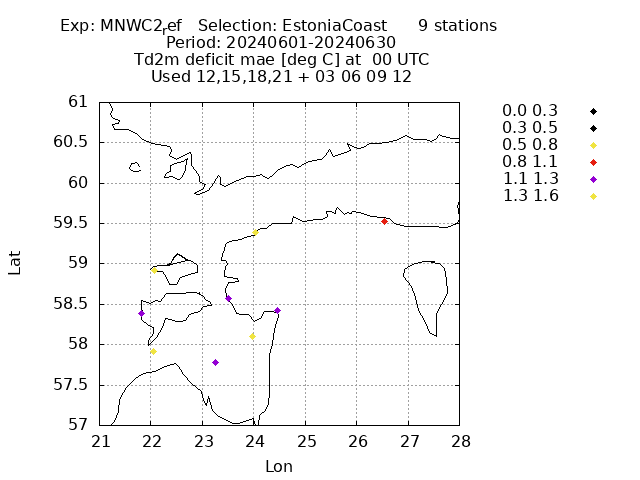 Exp: MNWC2ref Selection: EstoniaCoast 9 stations
Period: 20240601-20240630
Td2m deficit mae [deg C] at 00 UTC
Used 12,15,18,21 + 03 06 09 12
61
60.5
60
59.5
59
58.5
58
57.5
57
Lat
21 22 23 24 25 26 27 28
Lon
0.0 0.3
0.3 0.5
0.5 0.8
0.8 1.1
1.1 1.3
1.3 1.6